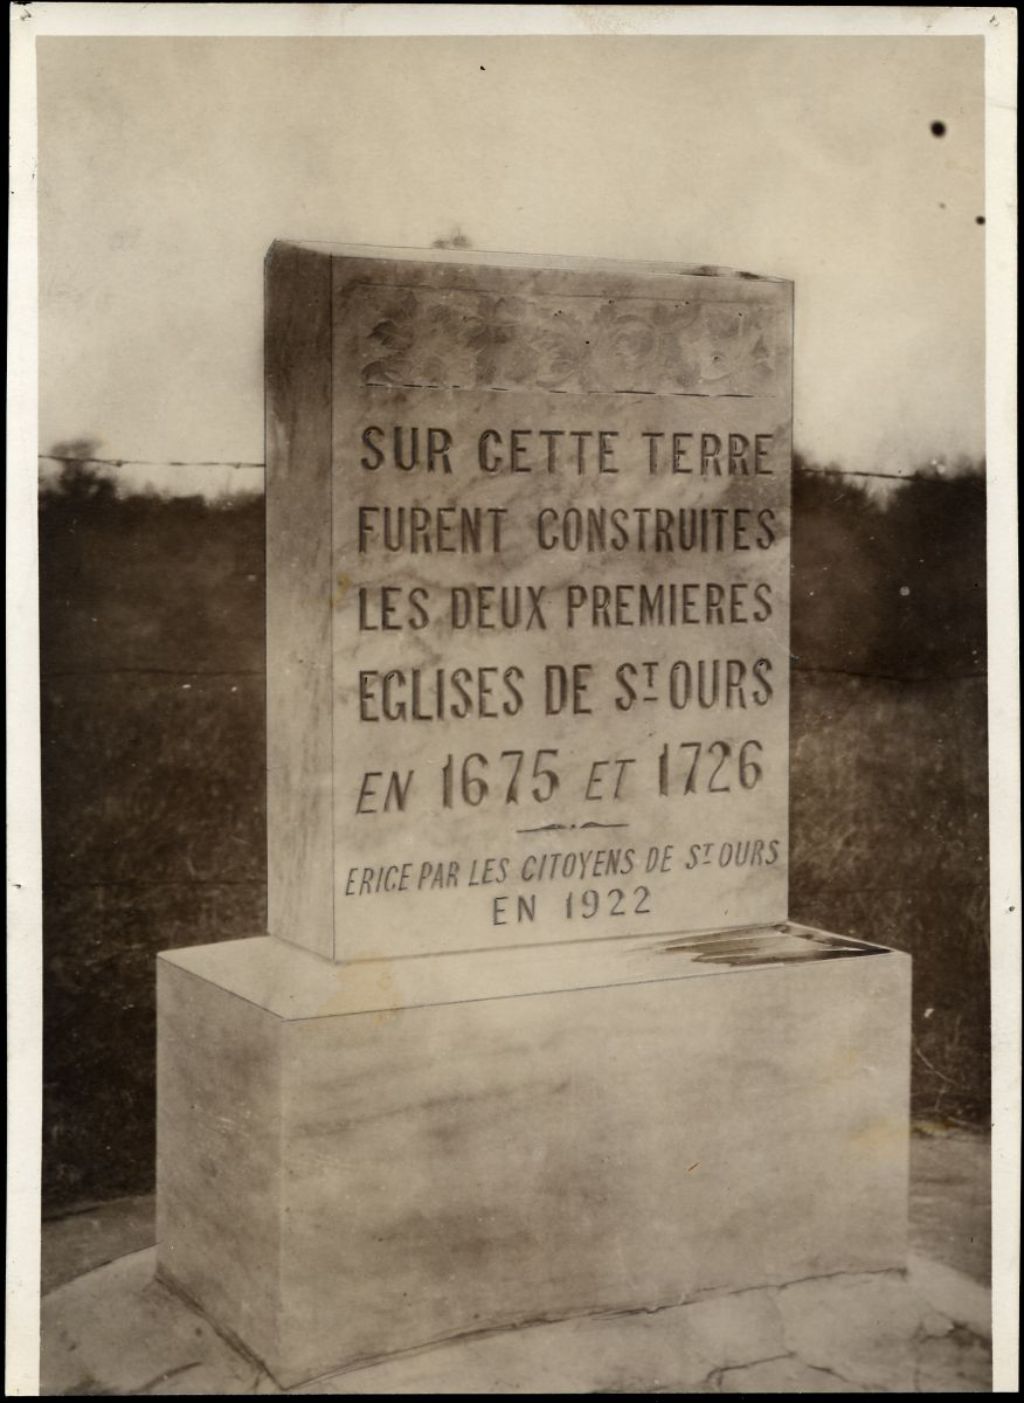 SUR CETTE TERRE
FURENT CONSTRUITES
LES DEUX PREMIERES
EGLISES DE ST OURS
EN 1675 ET 1726
ERIGE PAR LES CITOYENS DE ST OURS
EN 1922